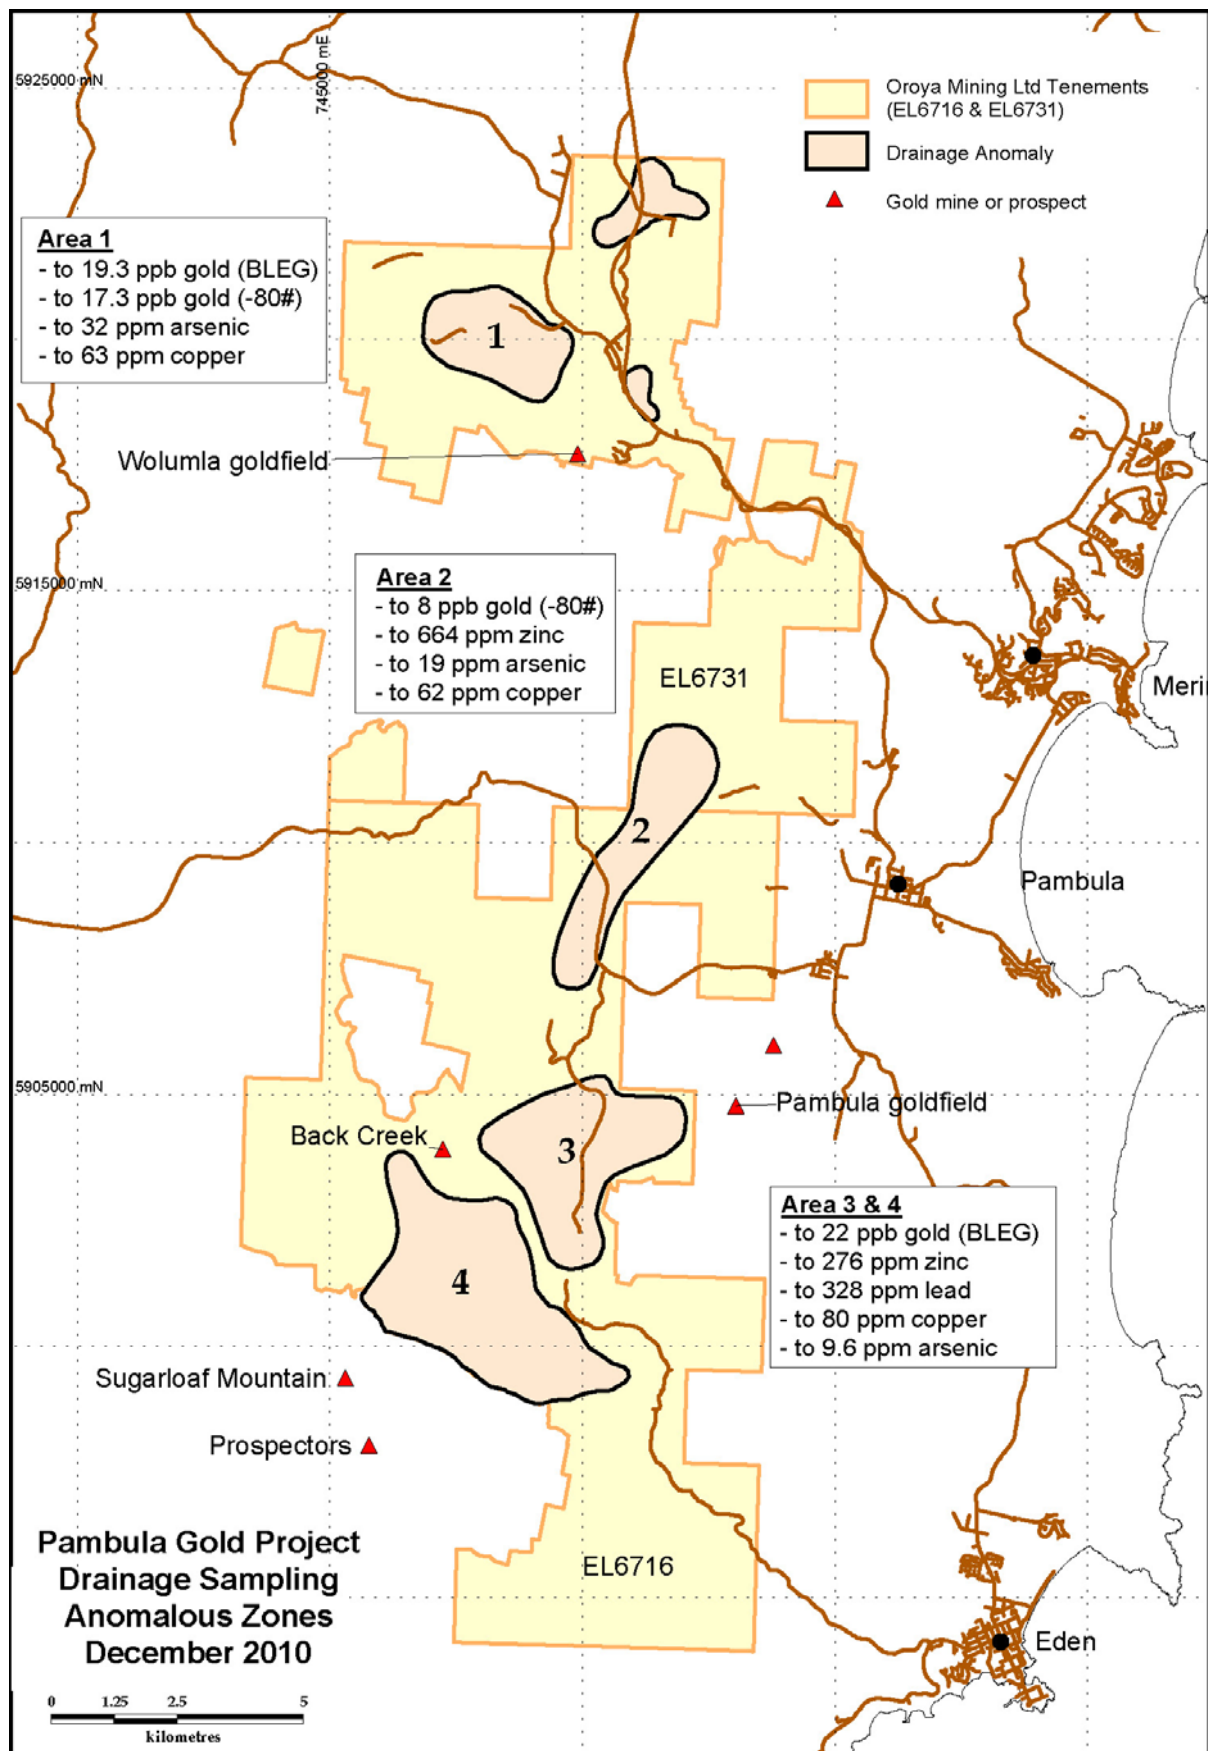 5925000 mN
745000 mE
Oroya Mining Ltd Tenements
(EL6716 & EL6731)
Drainage Anomaly
Gold mine or prospect
Area 1
- to 19.3 ppb gold (BLEG)
- to 17.3 ppb gold (-80#)
- to 32 ppm arsenic
- to 63 ppm copper
1
Wolumla goldfield
5915000 mN
Area 2
- to 8 ppb gold (-80#)
- to 664 ppm zinc
- to 19 ppm arsenic
- to 62 ppm copper
EL6731
Merin
2
Pambula
5905000 mN
Pambula goldfield
Back Creek
3
Area 3 & 4
- to 22 ppb gold (BLEG)
- to 276 ppm zinc
- to 328 ppm lead
- to 80 ppm copper
- to 9.6 ppm arsenic
4
Sugarloaf Mountain
Prospectors
Pambula Gold Project
Drainage Sampling
Anomalous Zones
December 2010
EL6716
Eden
0 1.25 2.5 5
kilometres